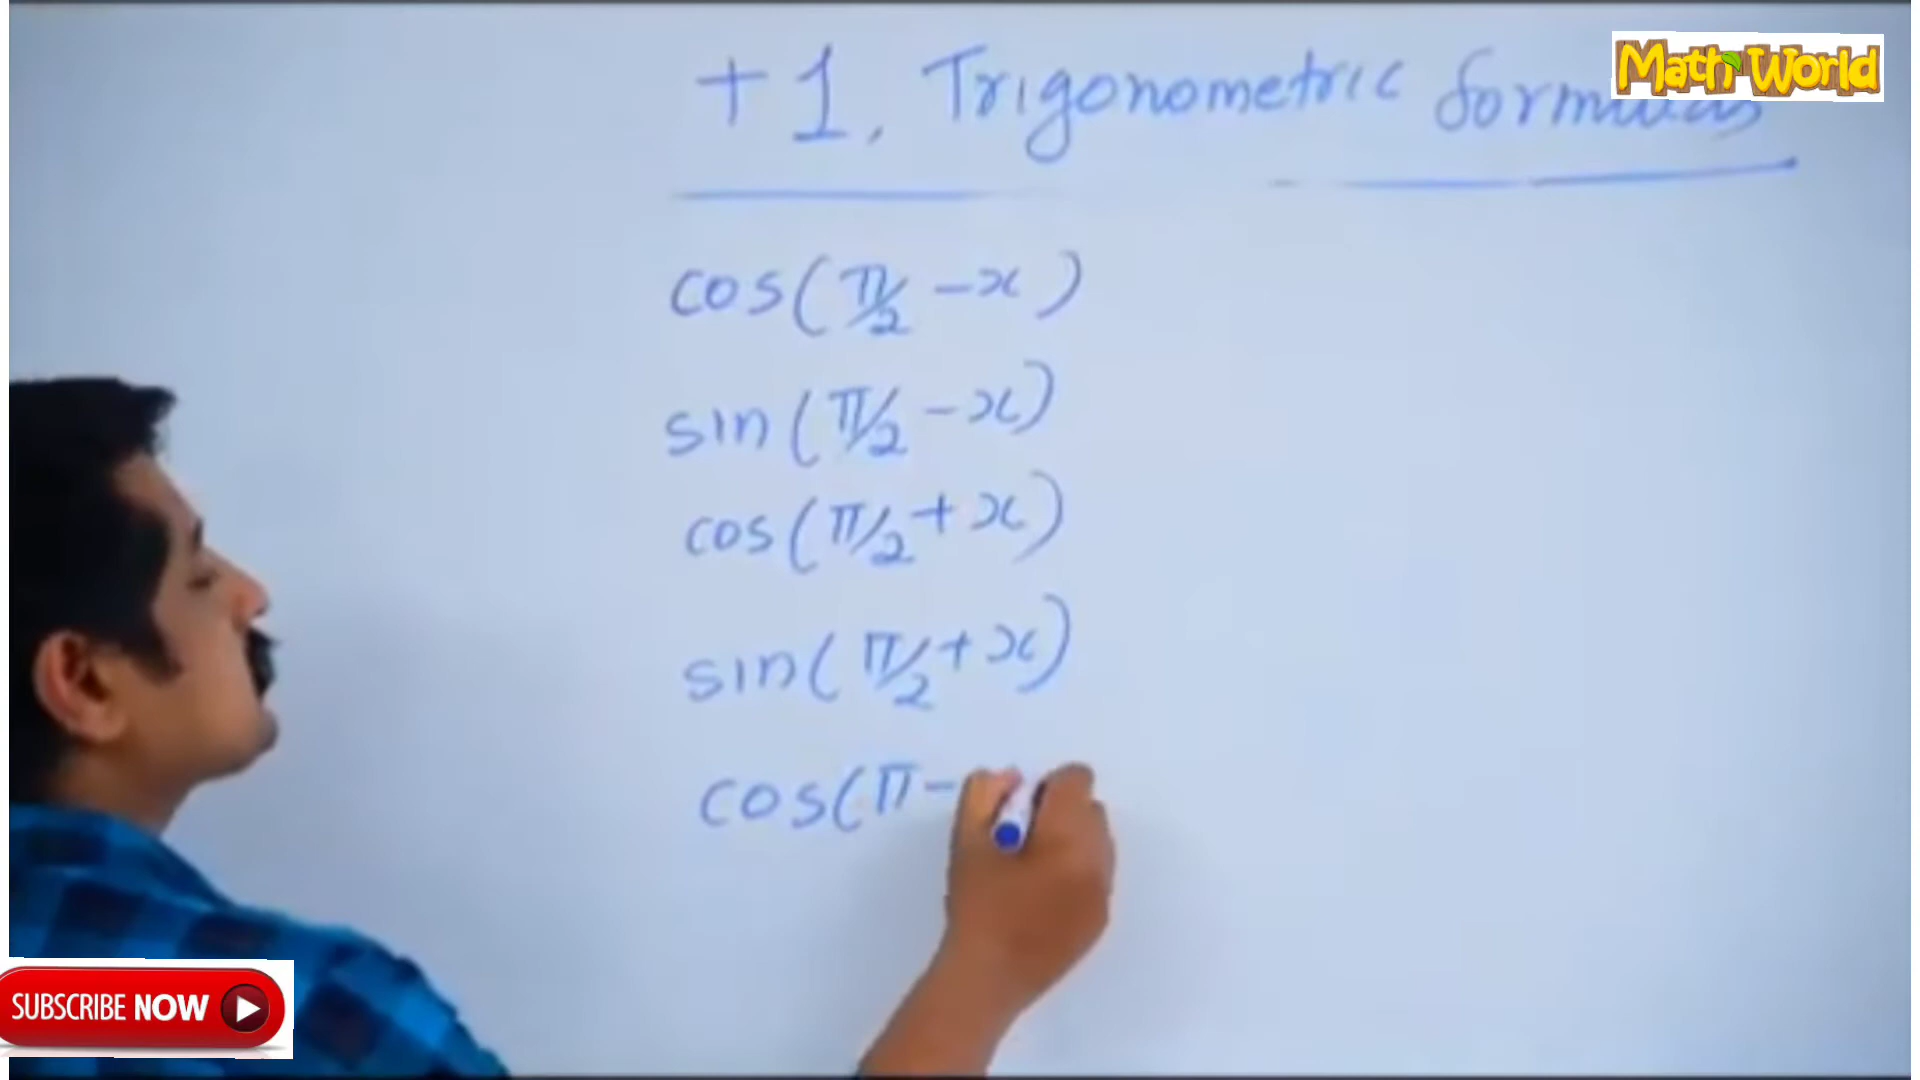 +1, Trigonometric formulas
Math World
cos(π/2 -x)
sin(π/2 -x)
cos(π/2 + x)
sin(π/2 + x)
cos(π-
SUBSCRIBE NOW